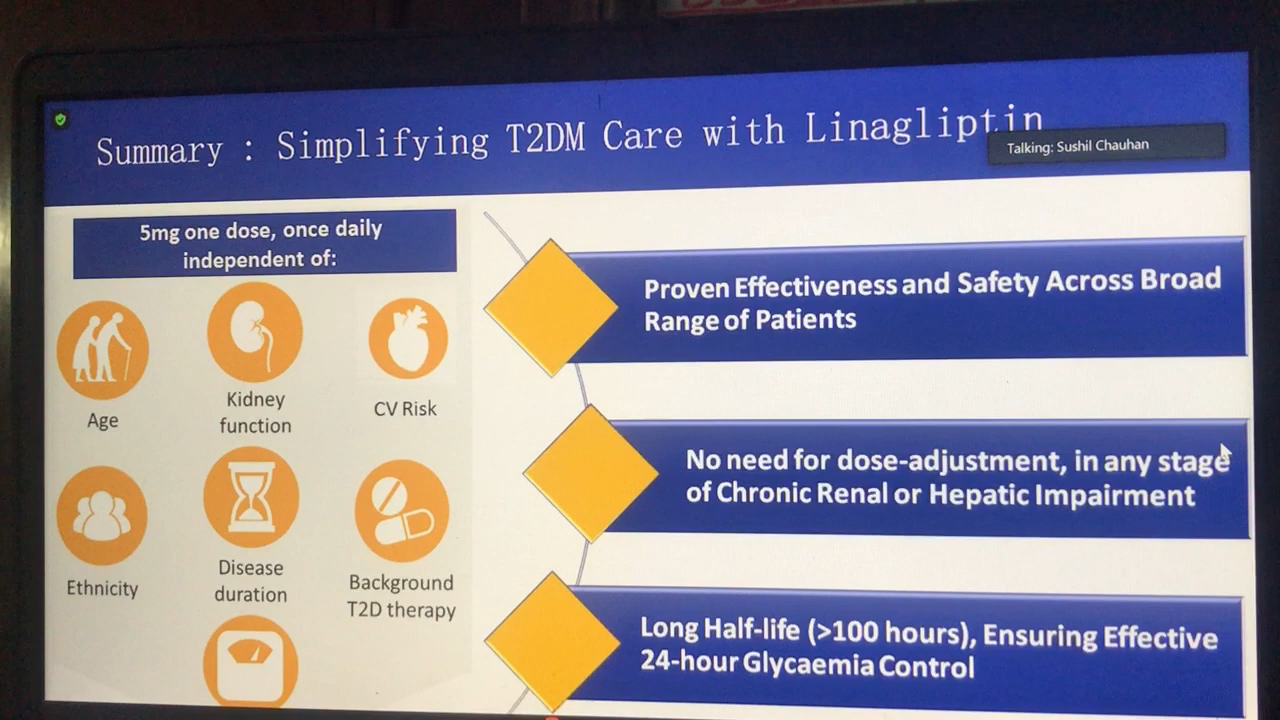 Summary : Simplifying T2DM Care with Linagliptin
Talking: Sushil Chauhan
5mg one dose, once daily
independent of:
Age
Kidney
function
CV Risk
Ethnicity
Disease
duration
Background
T2D therapy
Proven Effectiveness and Safety Across Broad
Range of Patients
No need for dose-adjustment, in any stage
of Chronic Renal or Hepatic Impairment
Long Half-life (>100 hours), Ensuring Effective
24-hour Glycaemia Control